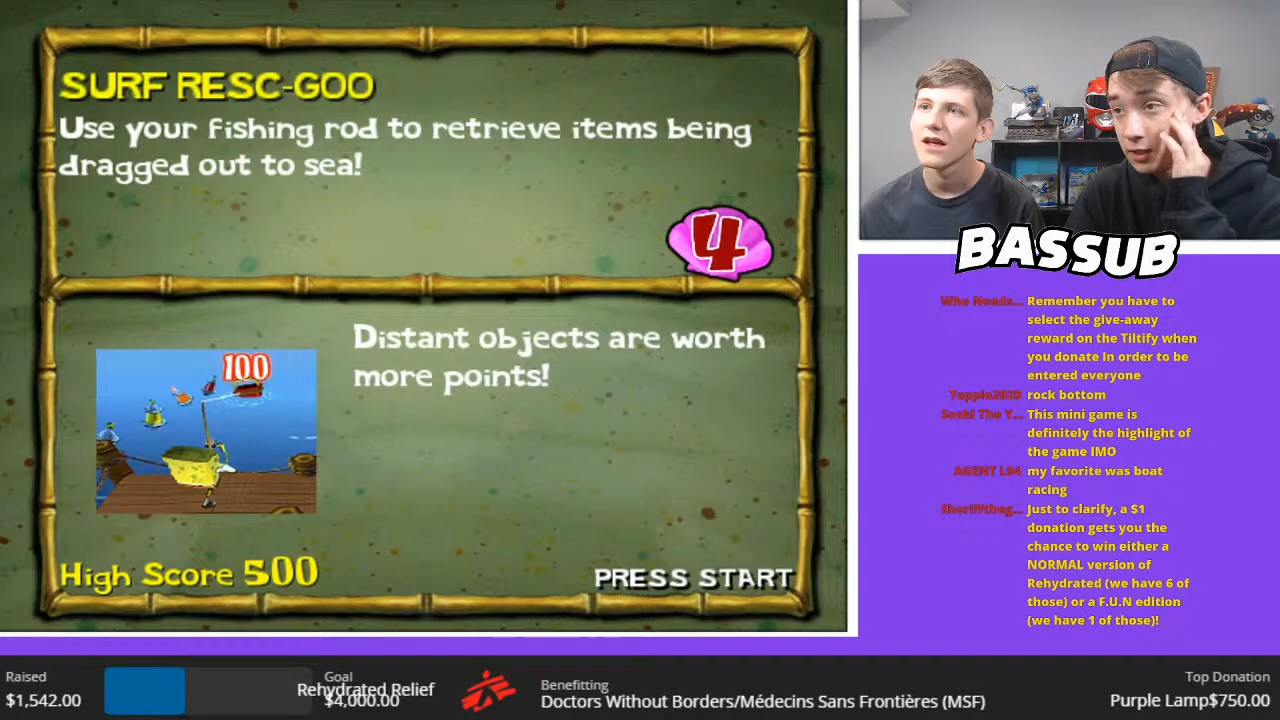 SURF RESC-GOO
Use your fishing rod to retrieve items being
dragged out to sea!
4
Distant objects are worth
more points!
100
High Score 500
PRESS START
BASSUB
Who Needs... Remember you have to
select the give-away
reward on the Tiltify when
you donate in order to be
entered everyone
rock bottom
This mini game is
definitely the highlight of
the game IMO
AGENT L94 my favorite was boat
racing
Just to clarify, a $1
donation gets you the
chance to win either a
NORMAL version of
Rehydrated (we have 6 of
those) or a F.U.N edition
(we have 1 of those)!
Raised
$1,542.00
Goal
$4,000.00
Rehydrated Relief
Benefitting
Doctors Without Borders/Médecins Sans Frontières (MSF)
Top Donation
Purple Lamp$750.00